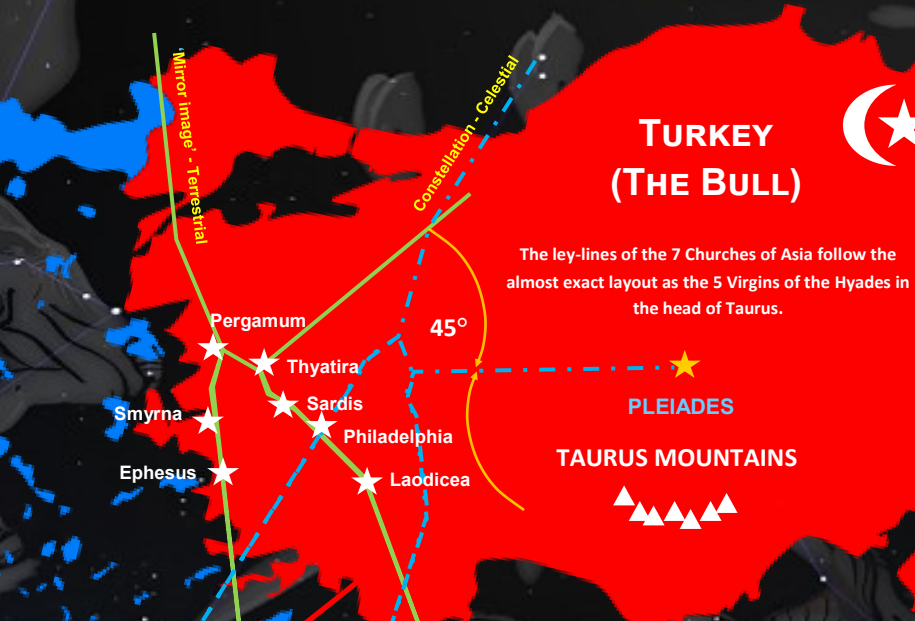 'Mirror image' - Terrestrial
Constellation - Celestial
TURKEY
(THE BULL)
The ley-lines of the 7 Churches of Asia follow the
almost exact layout as the 5 Virgins of the Hyades in
the head of Taurus.
Pergamum
45°
Thyatira
PLEIADES
Sardis
Smyrna
Philadelphia
TAURUS MOUNTAINS
Ephesus
Laodicea